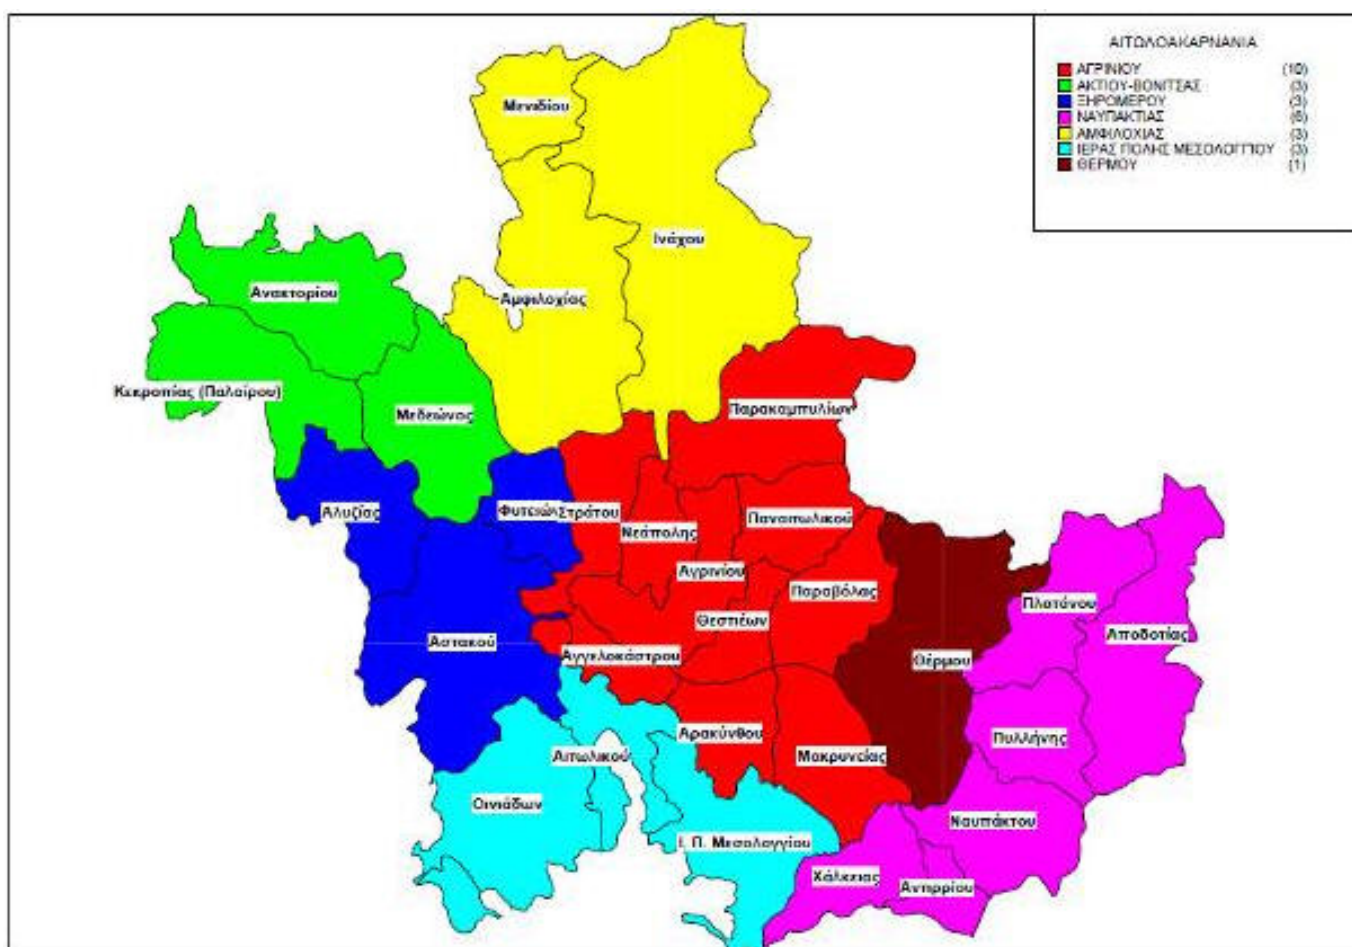 ΑΙΤΩΛΟΑΚΑΡΝΑΝΙΑ
ΑΓΡΙΝΙΟΥ (10)
ΑΚΤΙΟΥ-ΒΟΝΙΤΣΑΣ (3)
ΞΗΡΟΜΕΡΟΥ (3)
ΝΑΥΠΑΚΤΙΑΣ (6)
ΑΜΦΙΛΟΧΙΑΣ (3)
ΙΕΡΑΣ ΠΟΛΗΣ ΜΕΣΟΛΟΓΓΙΟΥ (3)
ΘΕΡΜΟΥ (1)
Μενιδίου
Ινάχου
Ανακτορίου
Αμφιλοχίας
Κεκροπίας (Παλαίρου)
Μεδεώνος
Παρακαμπυλίων
Αλυζίας
Φυτειών
Στράτου
Νεάπολης
Παναιτωλικού
Αγρινίου
Παραβόλας
Πλατάνου
Θεστιέων
Αποδοτίας
Αστακού
Αγγελοκάστρου
Θέρμου
Αρακύνθου
Πυλλήνης
Αιτωλικού
Μακρυνείας
Οινιάδων
Ναυπάκτου
Ι. Π. Μεσολογγίου
Χάλκειας
Αντιρρίου